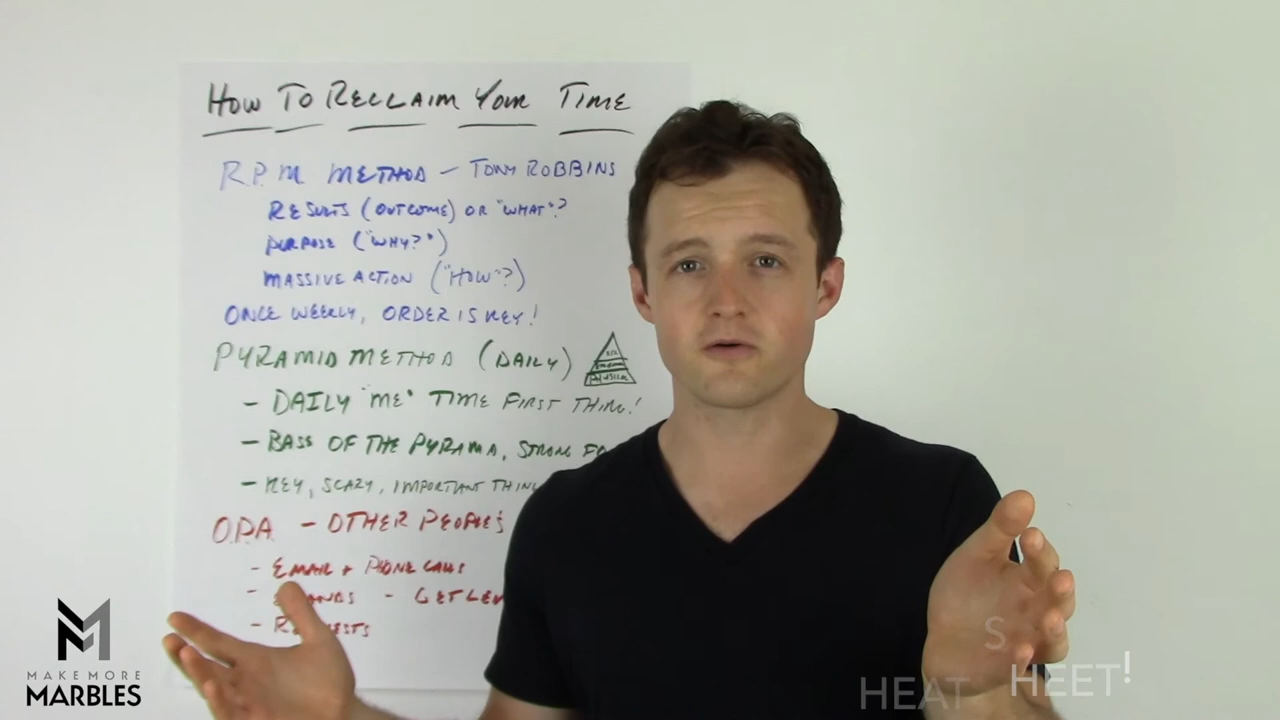 HOW TO RECLAIM YOUR TIME
R.P.M METHOD - TONY ROBBINS
RESULTS (OUTCOME) OR "WHAT"?
PURPOSE ("WHY?")
MASSIVE ACTION ("HOW"?)
ONCE WEEKLY, ORDER IS KEY!
PYRAMID METHOD (DAILY)
- DAILY "ME" TIME FIRST THING!
- BASE OF THE PYRAMID, STRONG
- KEY, SCARY, IMPORTANT THING
O.P.A. - OTHER PEOPLE'S
- EMAIL + PHONE CALLS
- GET
MAKE MORE
MARBLES
HEAT
S
HEET!